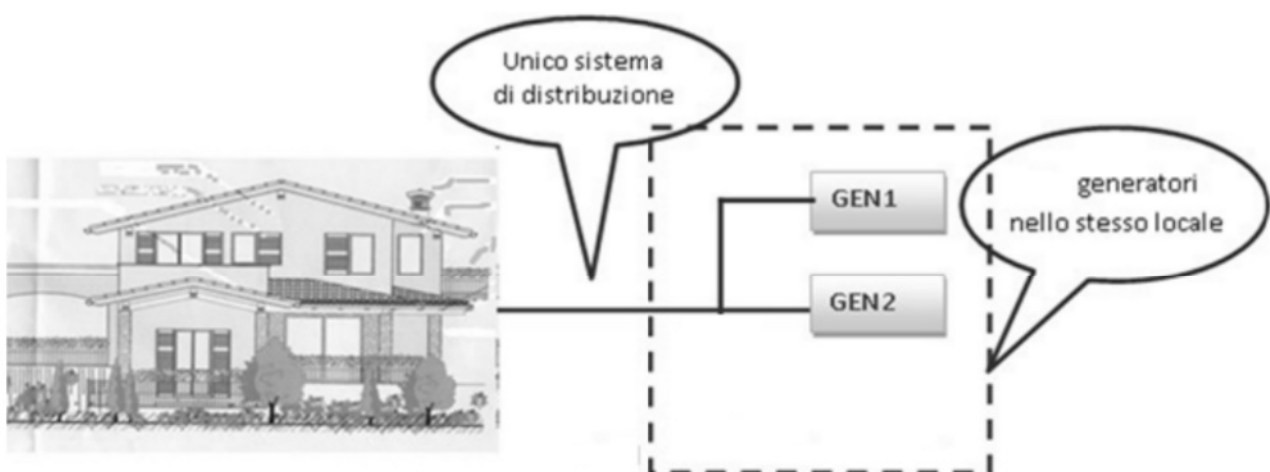 Unico sistema
di distribuzione
GEN1
generatori
nello stesso locale
GEN2